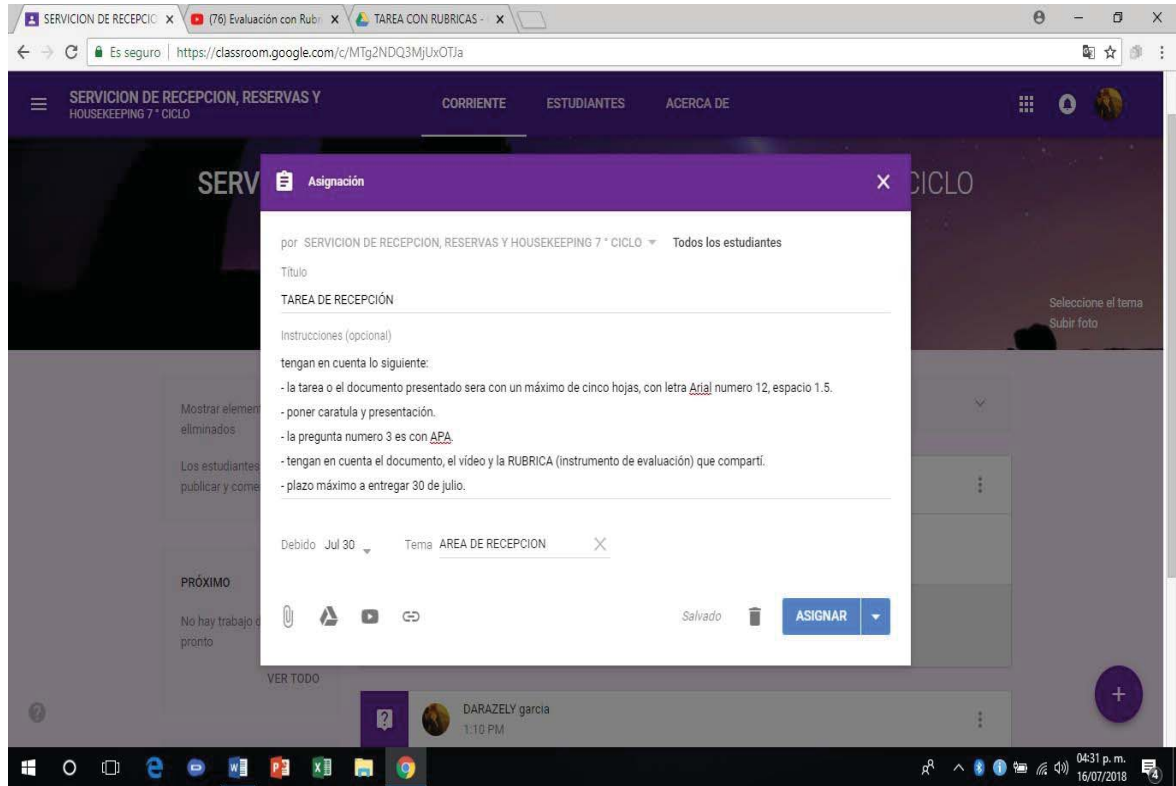 SERVICION DE RECEPCIO
(76) Evaluación con Rubr
TAREA CON RUBRICAS -
Es seguro | https://classroom.google.com/c/MTg2NDQ3MjUxOTJa
SERVICION DE RECEPCION, RESERVAS Y
HOUSEKEEPING 7 ° CICLO
CORRIENTE ESTUDIANTES ACERCA DE
SERV
CICLO
Asignación
por SERVICION DE RECEPCION, RESERVAS Y HOUSEKEEPING 7 ° CICLO Todos los estudiantes
Título
TAREA DE RECEPCIÓN
Instrucciones (opcional)
tengan en cuenta lo siguiente:
- la tarea o el documento presentado sera con un máximo de cinco hojas, con letra Arial numero 12, espacio 1.5.
- poner caratula y presentación.
- la pregunta numero 3 es con APA.
- tengan en cuenta el documento, el vídeo y la RUBRICA (instrumento de evaluación) que compartí.
- plazo máximo a entregar 30 de julio.
Debido Jul 30 Tema AREA DE RECEPCION
Salvado ASIGNAR
Seleccione el tema
Subir foto
Mostrar element
eliminados
Los estudiantes
publicar y come
PRÓXIMO
No hay trabajo d
pronto
VER TODO
DARAZELY garcia
1:10 PM
04:31 p. m.
16/07/2018